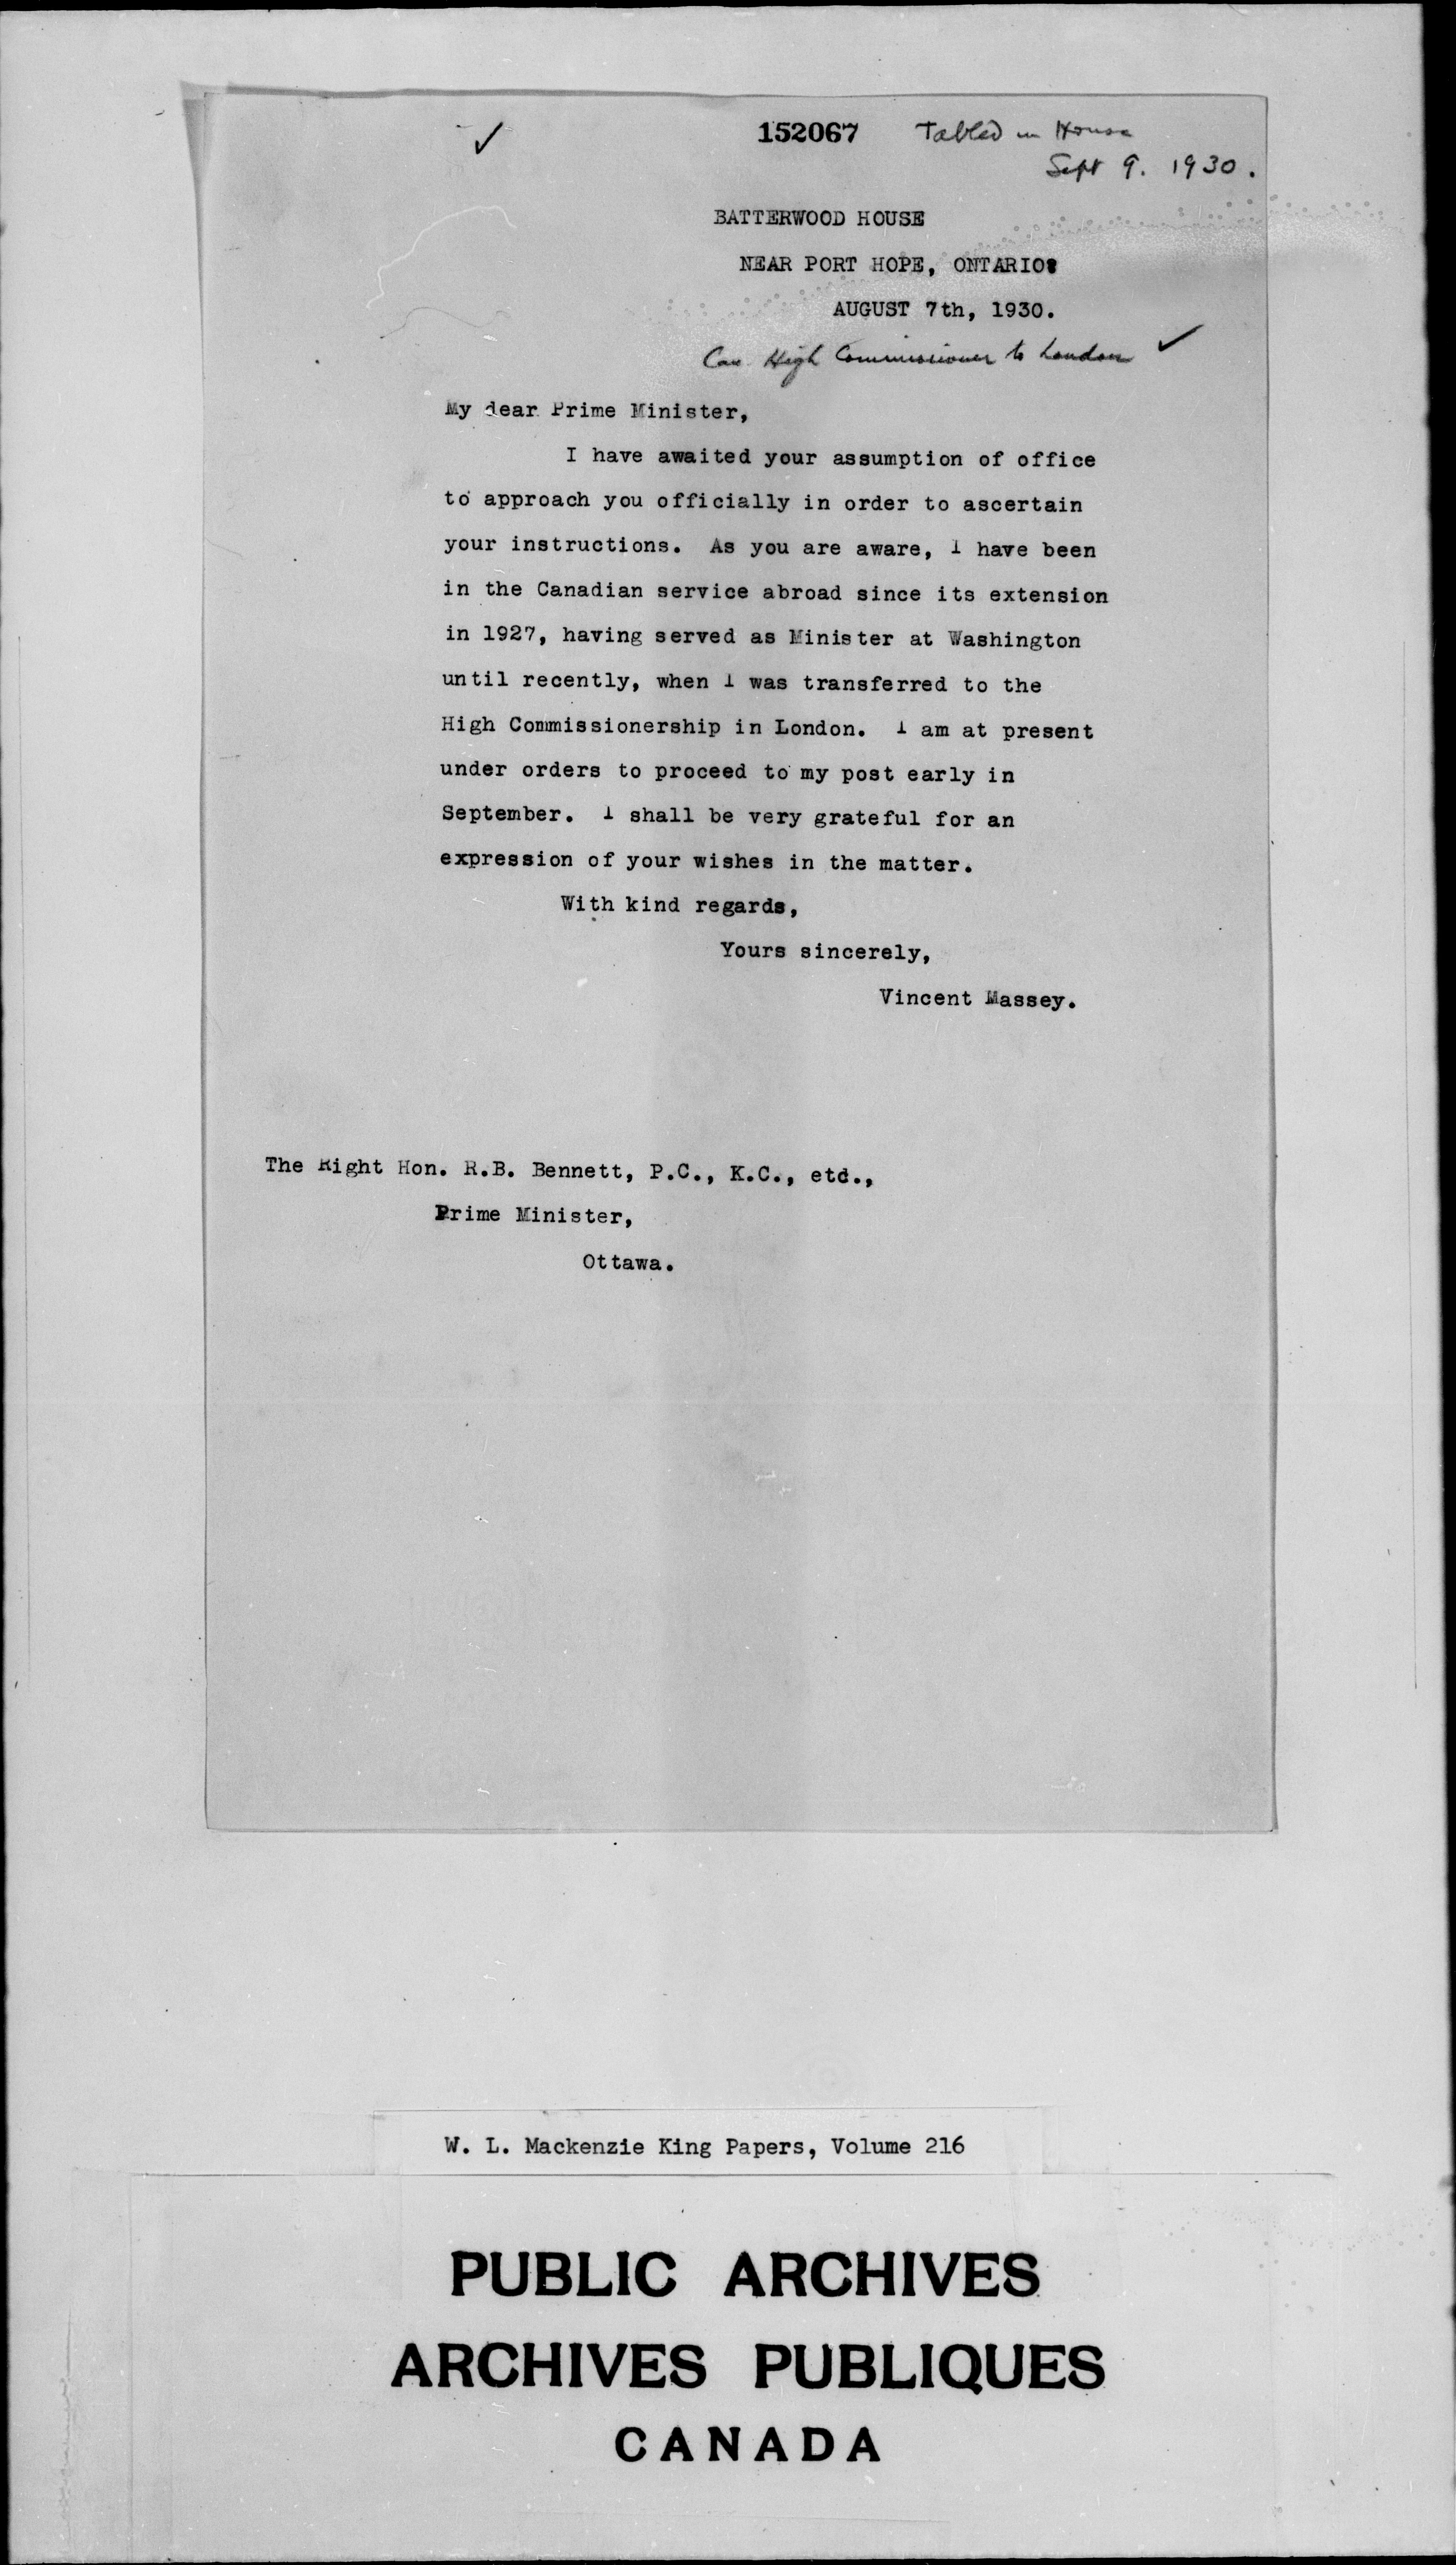 152067 Tabled in House
Sept 9. 1930.
BATTERWOOD HOUSE
NEAR PORT HOPE, ONTARIO
AUGUST 7th, 1930.
Can High Commissioner to London
My dear Prime Minister,
I have awaited your assumption of office
to approach you officially in order to ascertain
your instructions. As you are aware, I have been
in the Canadian service abroad since its extension
in 1927, having served as Minister at Washington
until recently, when I was transferred to the
High Commissionership in London. I am at present
under orders to proceed to my post early in
September. I shall be very grateful for an
expression of your wishes in the matter.
With kind regards,
Yours sincerely,
Vincent Massey.
The Right Hon. R.B. Bennett, P.C., K.C., etc.,
Prime Minister,
Ottawa.
W. L. Mackenzie King Papers, Volume 216
PUBLIC ARCHIVES
ARCHIVES PUBLIQUES
CANADA